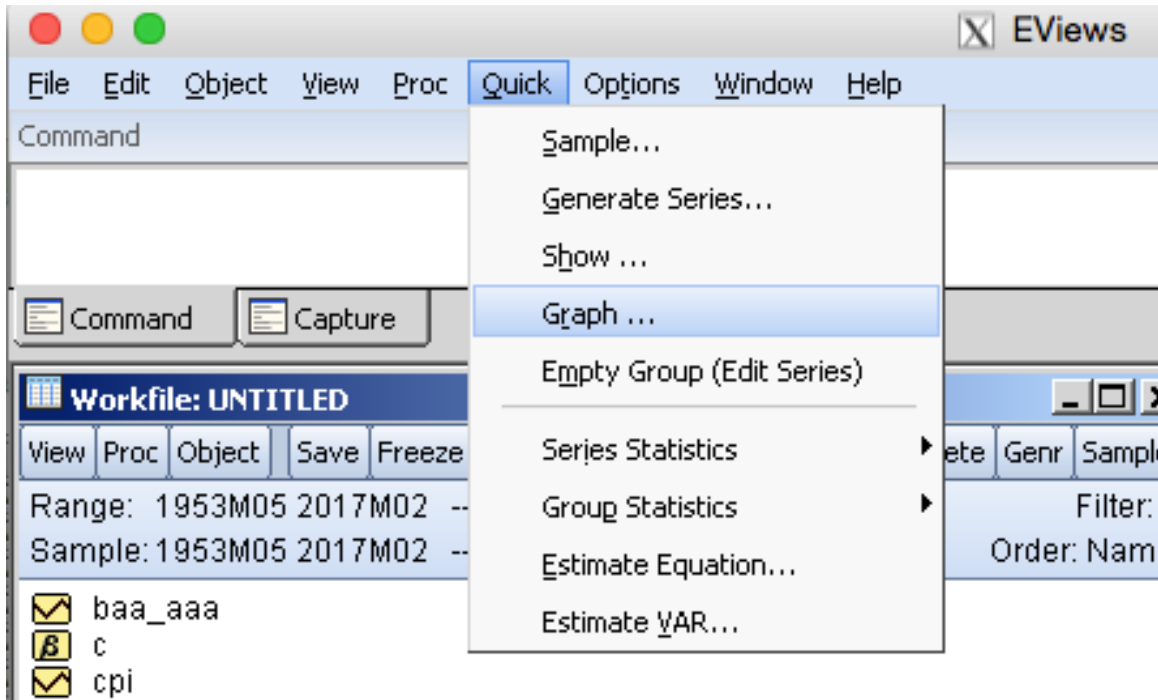 EViews
File Edit Object View Proc Quick Options Window Help
Command
Sample...
Generate Series...
Show ...
Graph ...
Empty Group (Edit Series)
Series Statistics
Group Statistics
Estimate Equation...
Estimate VAR...
Command Capture
Workfile: UNTITLED
View Proc Object Save Freeze ete Genr Sampl
Range: 1953M05 2017M02 -- Filter:
Sample: 1953M05 2017M02 -- Order: Nam
baa_aaa
β c
cpi